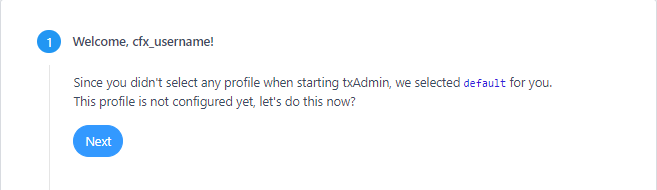 1
Welcome, cfx_username!
Since you didn't select any profile when starting txAdmin, we selected default for you.
This profile is not configured yet, let's do this now?
Next